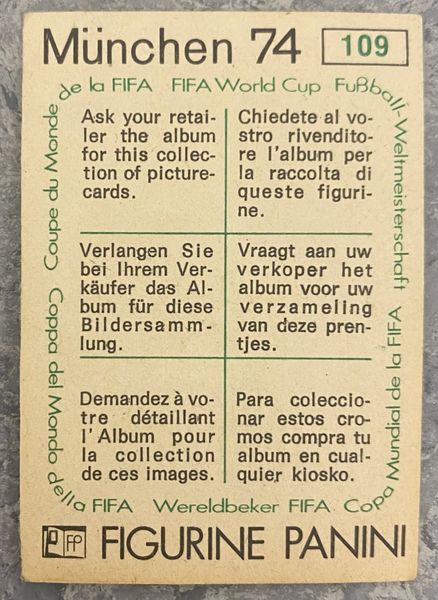 München 74
109
de la FIFA FIFA World Cup Fußball-Weltmeisterschaft
Ask your retai-
ler the album
for this collec-
tion of picture-
cards.
Chiedete al vo-
stro rivendito-
re l'album per
la raccolta di
queste figuri-
ne.
Verlangen Sie
bei Ihrem Ver-
käufer das Al-
bum für diese
Bildersamm-
lung.
Vraagt aan uw
verkoper het
album voor uw
verzameling
van deze pren-
tjes.
Demandez à vo-
tre détaillant
l'Album pour
la collection
de ces images.
Para coleccio-
nar estos cro-
mos compra tu
album en cual-
quier kiosko.
Copa Mundial de la FIFA
Wereldbeker FIFA
Coppa del Mondo della FIFA
Coupe du Monde
FP
FIGURINE PANINI